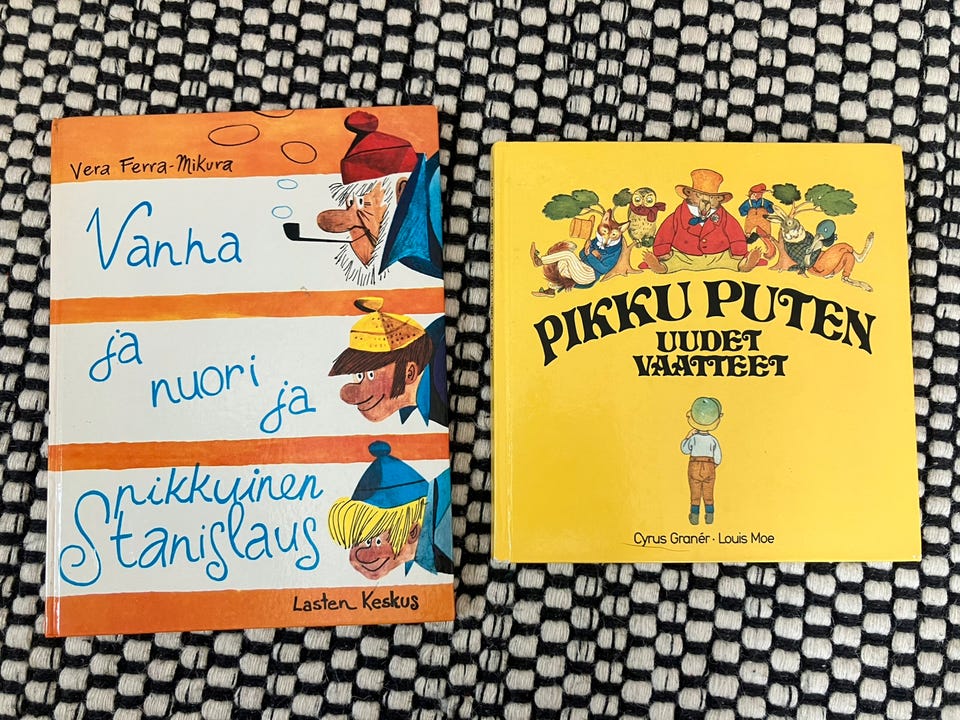 Vera Ferra-Mikura
Vanha
ja
nuori ja
pikkuinen
Stanislaus
Lasten Keskus
PIKKU PUTEN
UUDET
VAATTEET
Cyrus Granér · Louis Moe